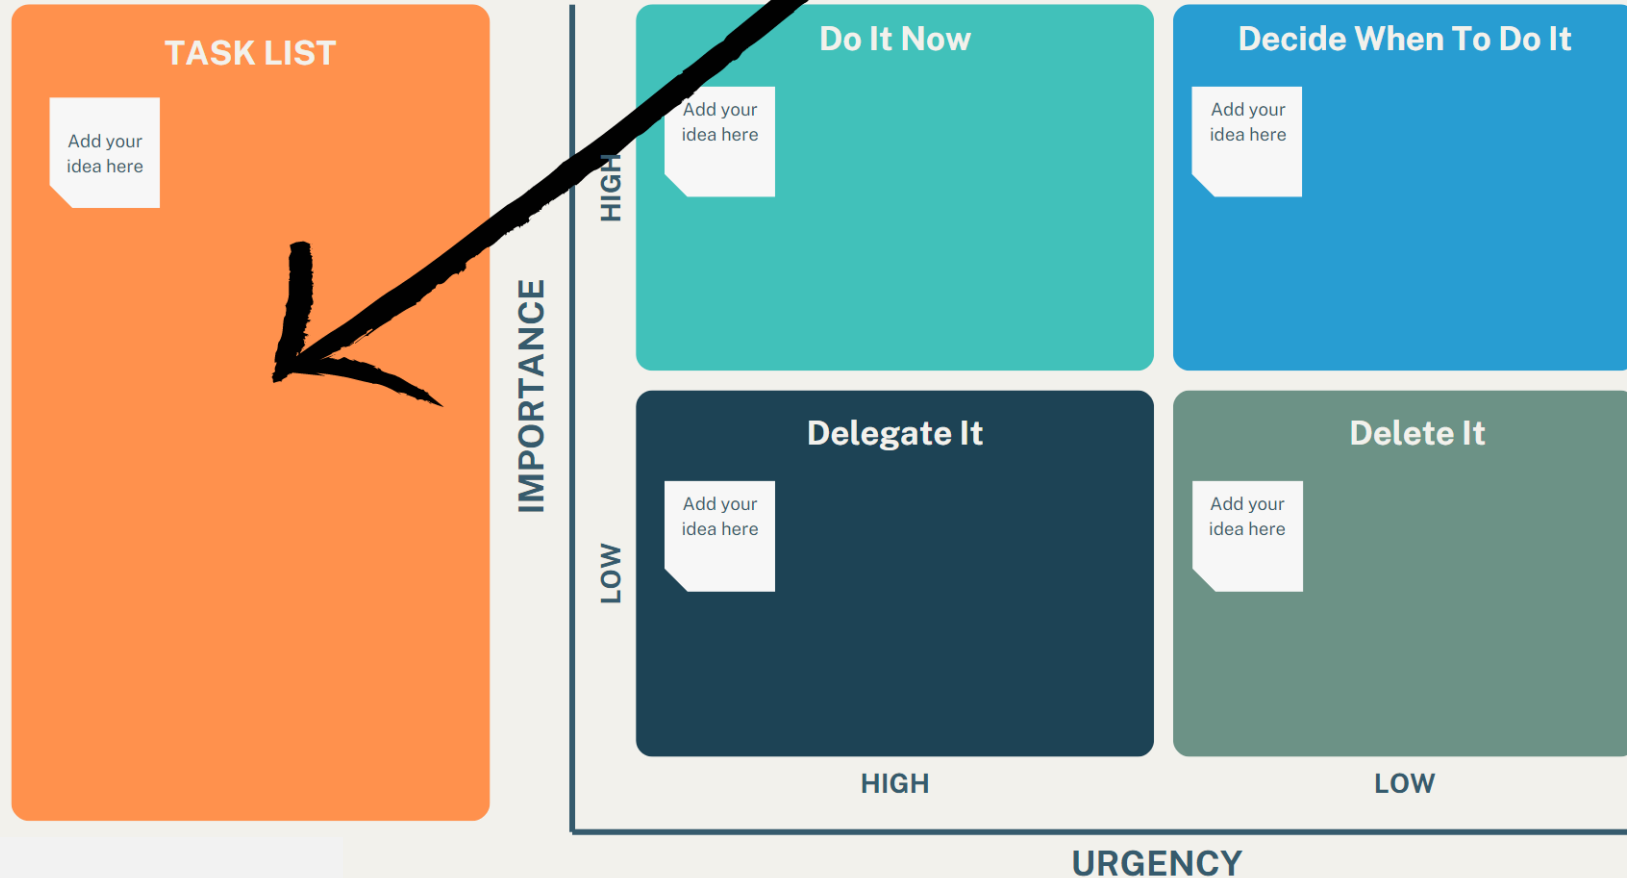 TASK LIST
Add your
idea here
IMPORTANCE
HIGH
LOW
Do It Now
Add your
idea here
Decide When To Do It
Add your
idea here
Delegate It
Add your
idea here
Delete It
Add your
idea here
HIGH
LOW
URGENCY